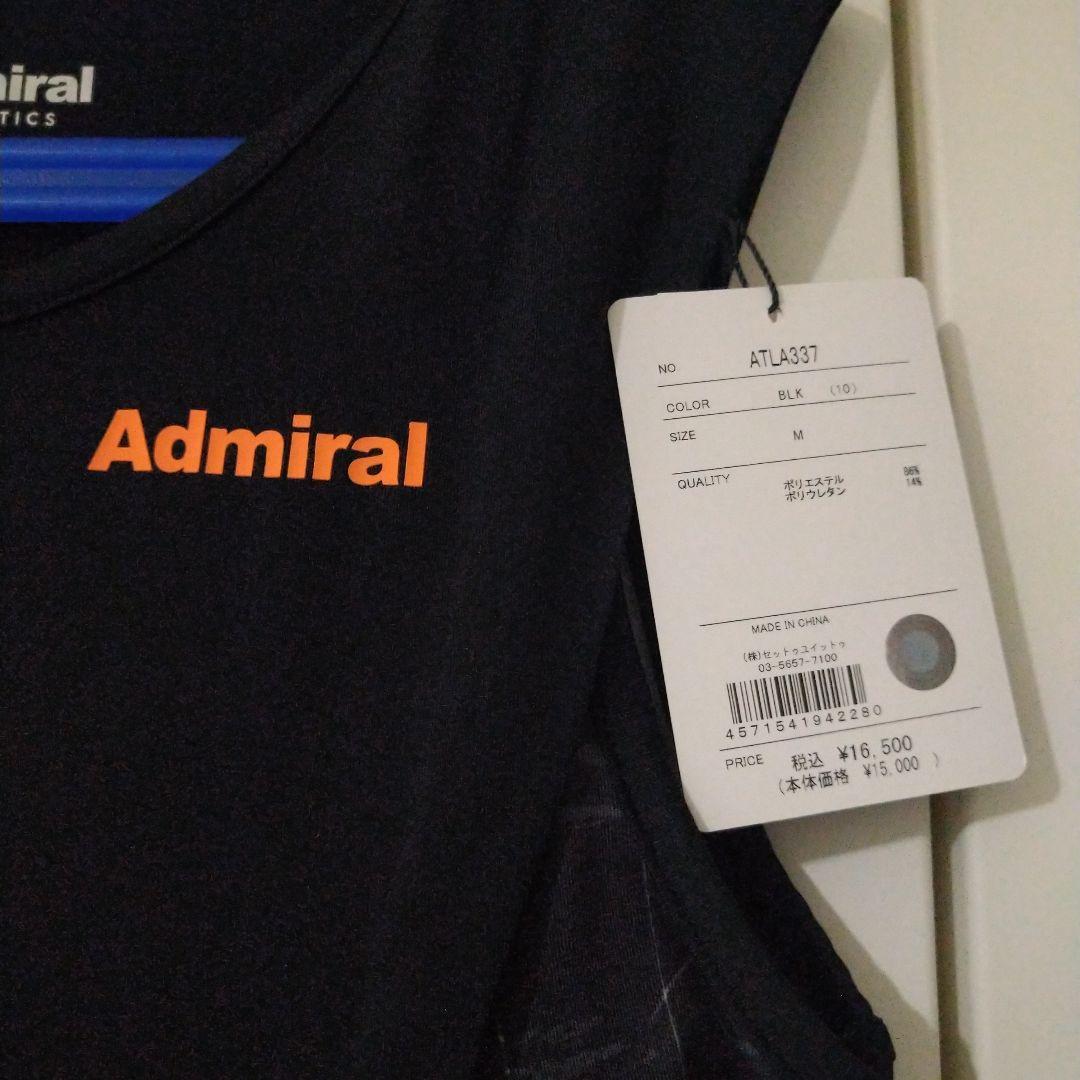 miral
TICS
Admiral
NO ATLA337
COLOR BLK (10)
SIZE M
QUALITY ポリエステル 86%
ポリウレタン 14%
MADE IN CHINA
(株)セットゥユイットゥ
03-5657-7100
4571541942280
PRICE 税込 ¥16,500
(本体価格 ¥15,000 )